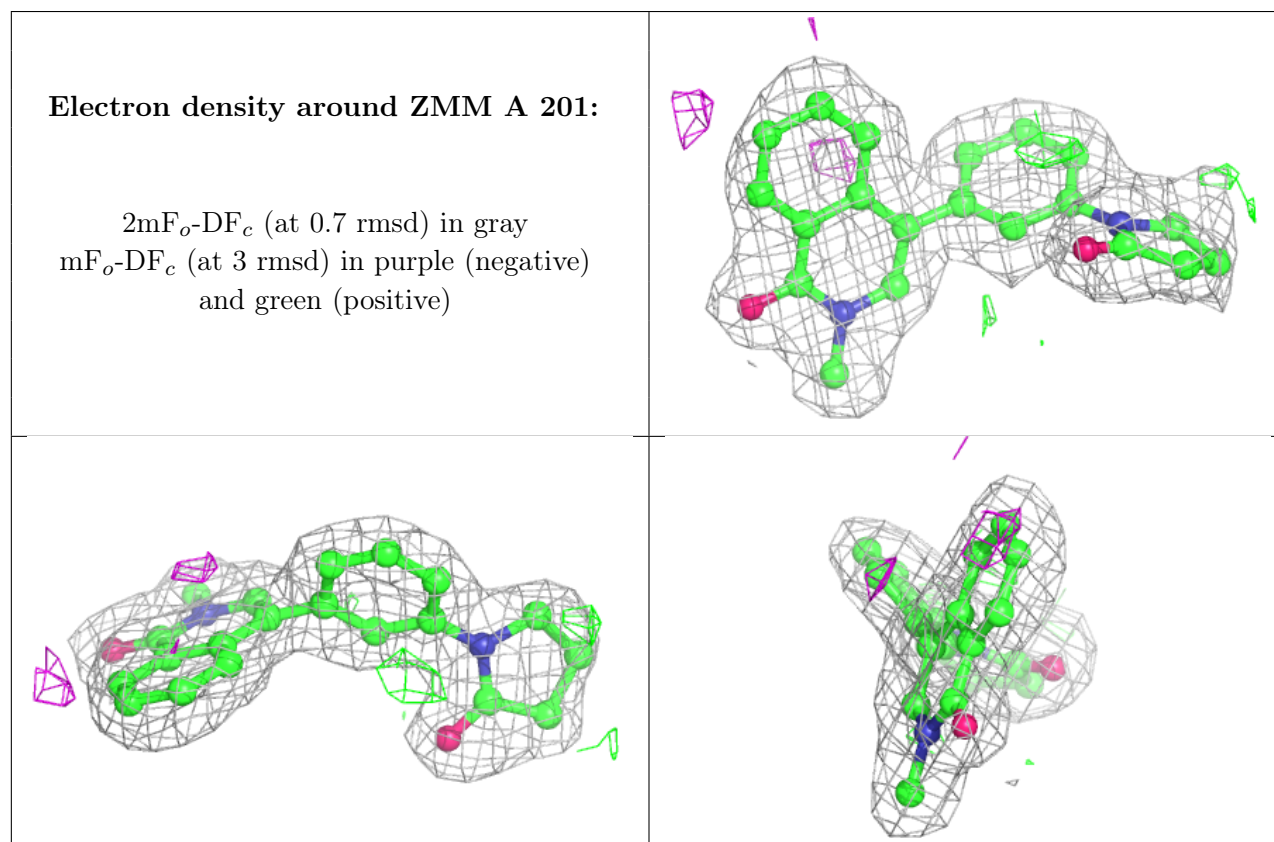 Electron density around ZMM A 201:
2mFₒ-DF𝒸 (at 0.7 rmsd) in gray
mFₒ-DF𝒸 (at 3 rmsd) in purple (negative)
and green (positive)